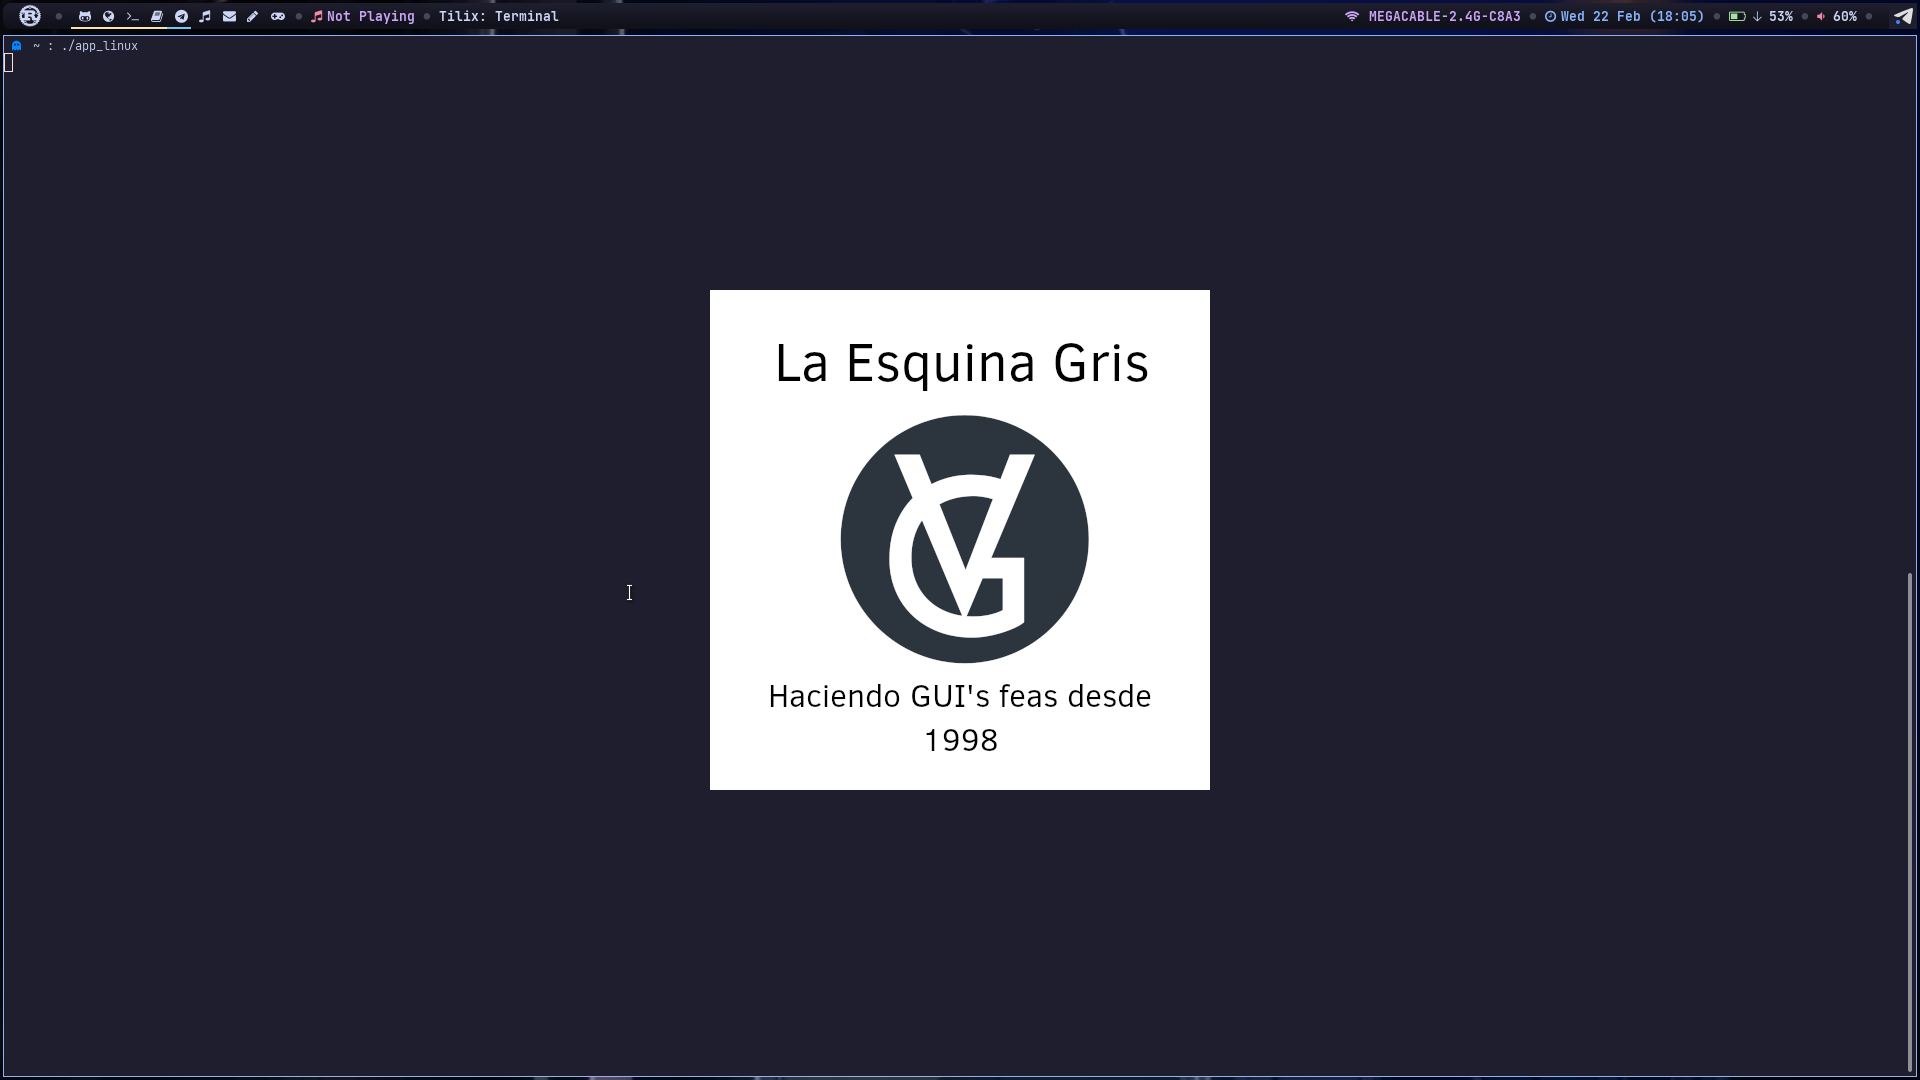 Not Playing Tilix: Terminal MEGACABLE-2.4G-C8A3 Wed 22 Feb (18:05) 53% 60%
~ : ./app_linux
La Esquina Gris
VG
Haciendo GUI's feas desde
1998